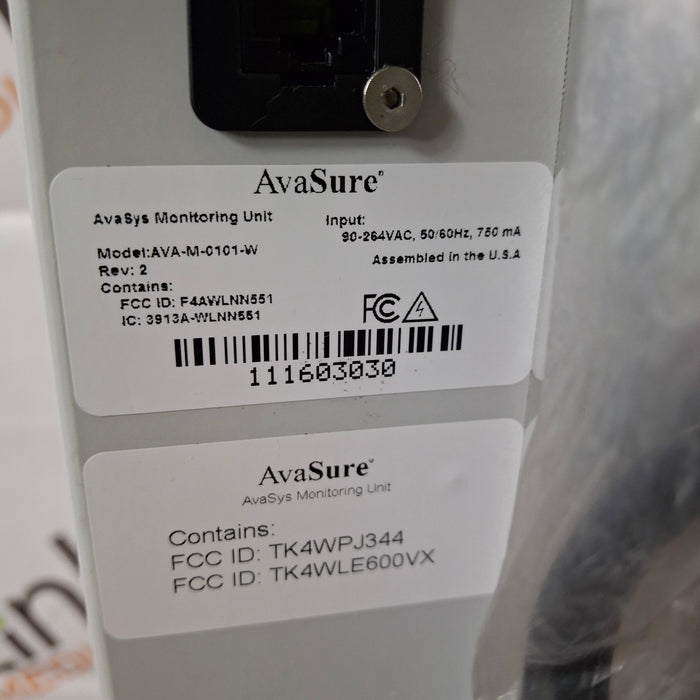 AvaSure®
AvaSys Monitoring Unit
Model:AVA-M-0101-W
Rev: 2
Contains:
FCC ID: F4AWLNN551
IC: 3913A-WLNN551
Input:
90-264VAC, 50/60Hz, 750 mA
Assembled in the U.S.A
FC
111603030
AvaSure®
AvaSys Monitoring Unit
Contains:
FCC ID: TK4WPJ344
FCC ID: TK4WLE600VX